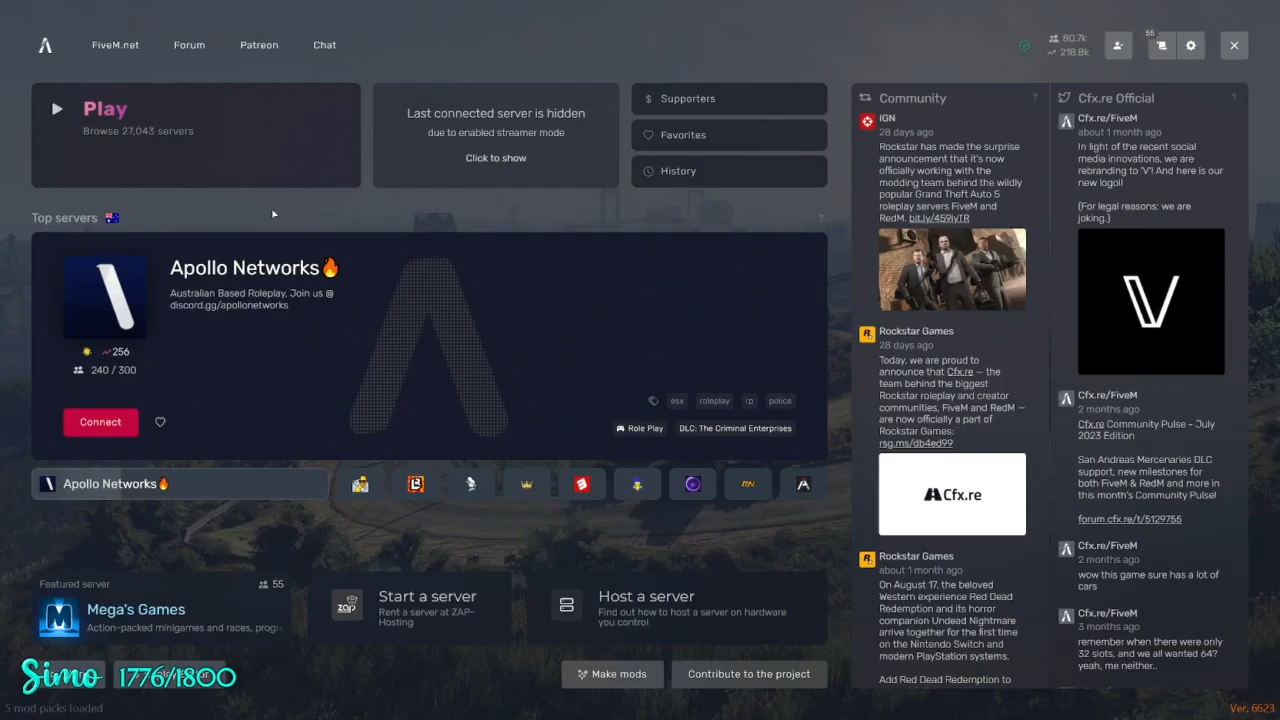 FiveM.net
Forum
Patreon
Chat
80.7k
218.8k
55
Play
Browse 27,043 servers
Last connected server is hidden
due to enabled streamer mode
Click to show
Supporters
Favorites
History
Top servers
?
Apollo Networks🔥
Australian Based Roleplay, Join us @
discord.gg/apollonetworks
256
240 / 300
Connect
esx
roleplay
rp
police
Role Play
DLC: The Criminal Enterprises
Apollo Networks🔥
Featured server
55
Mega's Games
Action-packed minigames and races, progr
Start a server
Rent a server at ZAP-
Hosting
Host a server
Find out how to host a server on hardware
you control
Simo 1776/1800
Make mods
Contribute to the project
5 mod packs loaded
Community
?
IGN
28 days ago
Rockstar has made the surprise
announcement that it's now
officially working with the
modding team behind the wildly
popular Grand Theft Auto 5
roleplay servers FiveM and
RedM. bit.ly/459iyTR
Rockstar Games
28 days ago
Today, we are proud to
announce that Cfx.re — the
team behind the biggest
Rockstar roleplay and creator
communities, FiveM and RedM —
are now officially a part of
Rockstar Games:
rsg.ms/db4ed99
Cfx.re
Rockstar Games
about 1 month ago
On August 17, the beloved
Western experience Red Dead
Redemption and its horror
companion Undead Nightmare
arrive together for the first time
on the Nintendo Switch and
modern PlayStation systems.
Add Red Dead Redemption to
Cfx.re Official
?
Cfx.re/FiveM
about 1 month ago
In light of the recent social
media innovations, we are
rebranding to 'V'! And here is our
new logo!!
(For legal reasons: we are
joking.)
V
Cfx.re/FiveM
2 months ago
Cfx.re Community Pulse - July
2023 Edition
San Andreas Mercenaries DLC
support, new milestones for
both FiveM & RedM and more in
this month's Community Pulse!
forum.cfx.re/t/5129755
Cfx.re/FiveM
2 months ago
wow this game sure has a lot of
cars
Cfx.re/FiveM
3 months ago
remember when there were only
32 slots, and we all wanted 64?
yeah, me neither..
Ver. 6623